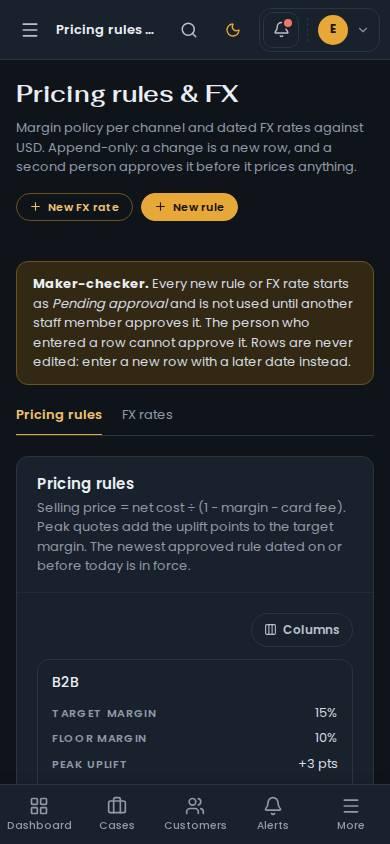 Pricing rules ...
E
Pricing rules & FX
Margin policy per channel and dated FX rates against
USD. Append-only: a change is a new row, and a
second person approves it before it prices anything.
+ New FX rate
+ New rule
Maker-checker. Every new rule or FX rate starts
as Pending approval and is not used until another
staff member approves it. The person who
entered a row cannot approve it. Rows are never
edited: enter a new row with a later date instead.
Pricing rules
FX rates
Pricing rules
Selling price = net cost ÷ (1 − margin − card fee).
Peak quotes add the uplift points to the target
margin. The newest approved rule dated on or
before today is in force.
Columns
B2B
TARGET MARGIN 15%
FLOOR MARGIN 10%
PEAK UPLIFT +3 pts
Dashboard
Cases
Customers
Alerts
More